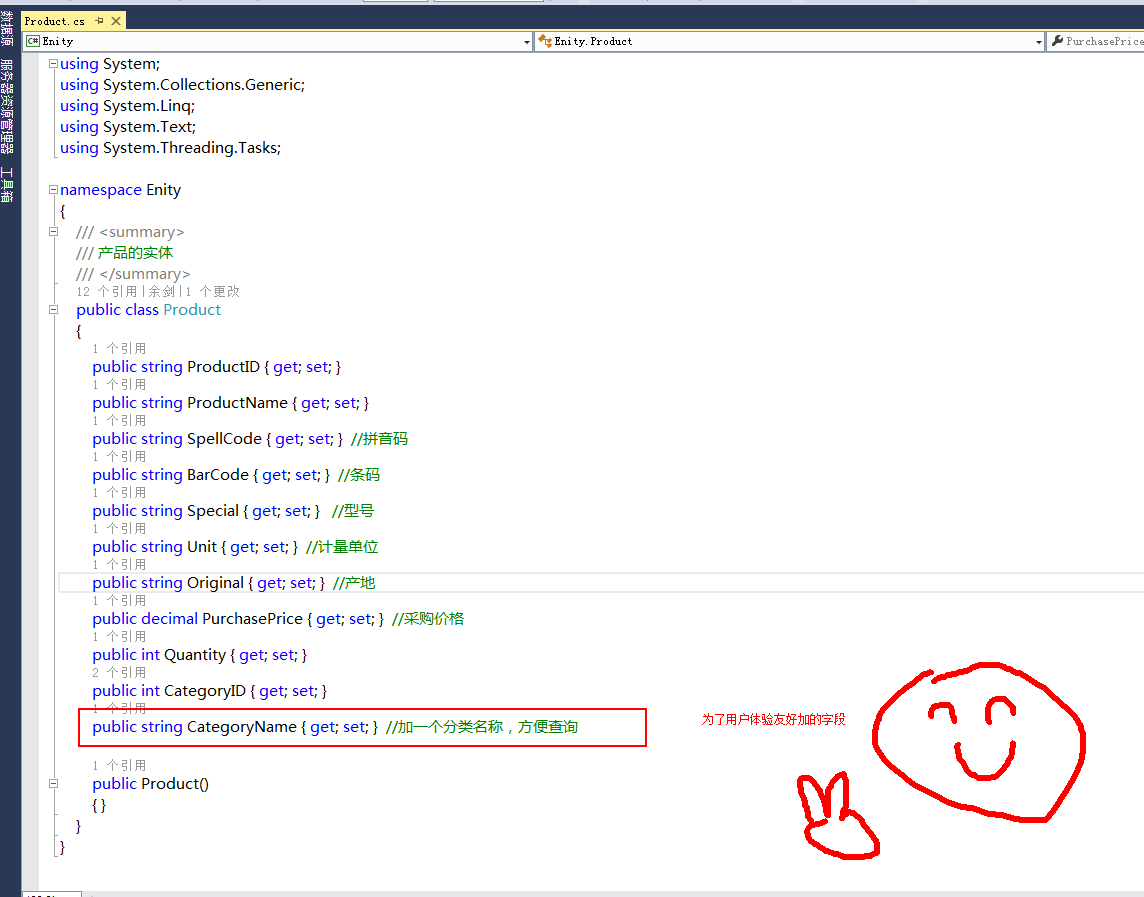 Product.cs
数据源
服务器资源管理器
工具箱
Enity
Enity.Product
PurchasePrice
using System;
using System.Collections.Generic;
using System.Linq;
using System.Text;
using System.Threading.Tasks;
namespace Enity
{
/// <summary>
/// 产品的实体
/// </summary>
12 个引用|余剑|1 个更改
public class Product
{
1 个引用
public string ProductID { get; set; }
1 个引用
public string ProductName { get; set; }
1 个引用
public string SpellCode { get; set; } //拼音码
1 个引用
public string BarCode { get; set; } //条码
1 个引用
public string Special { get; set; } //型号
1 个引用
public string Unit { get; set; } //计量单位
1 个引用
public string Original { get; set; } //产地
1 个引用
public decimal PurchasePrice { get; set; } //采购价格
1 个引用
public int Quantity { get; set; }
2 个引用
public int CategoryID { get; set; }
1 个引用
public string CategoryName { get; set; } //加一个分类名称，方便查询
为了用户体验友好加的字段
1 个引用
public Product()
{ }
}
}